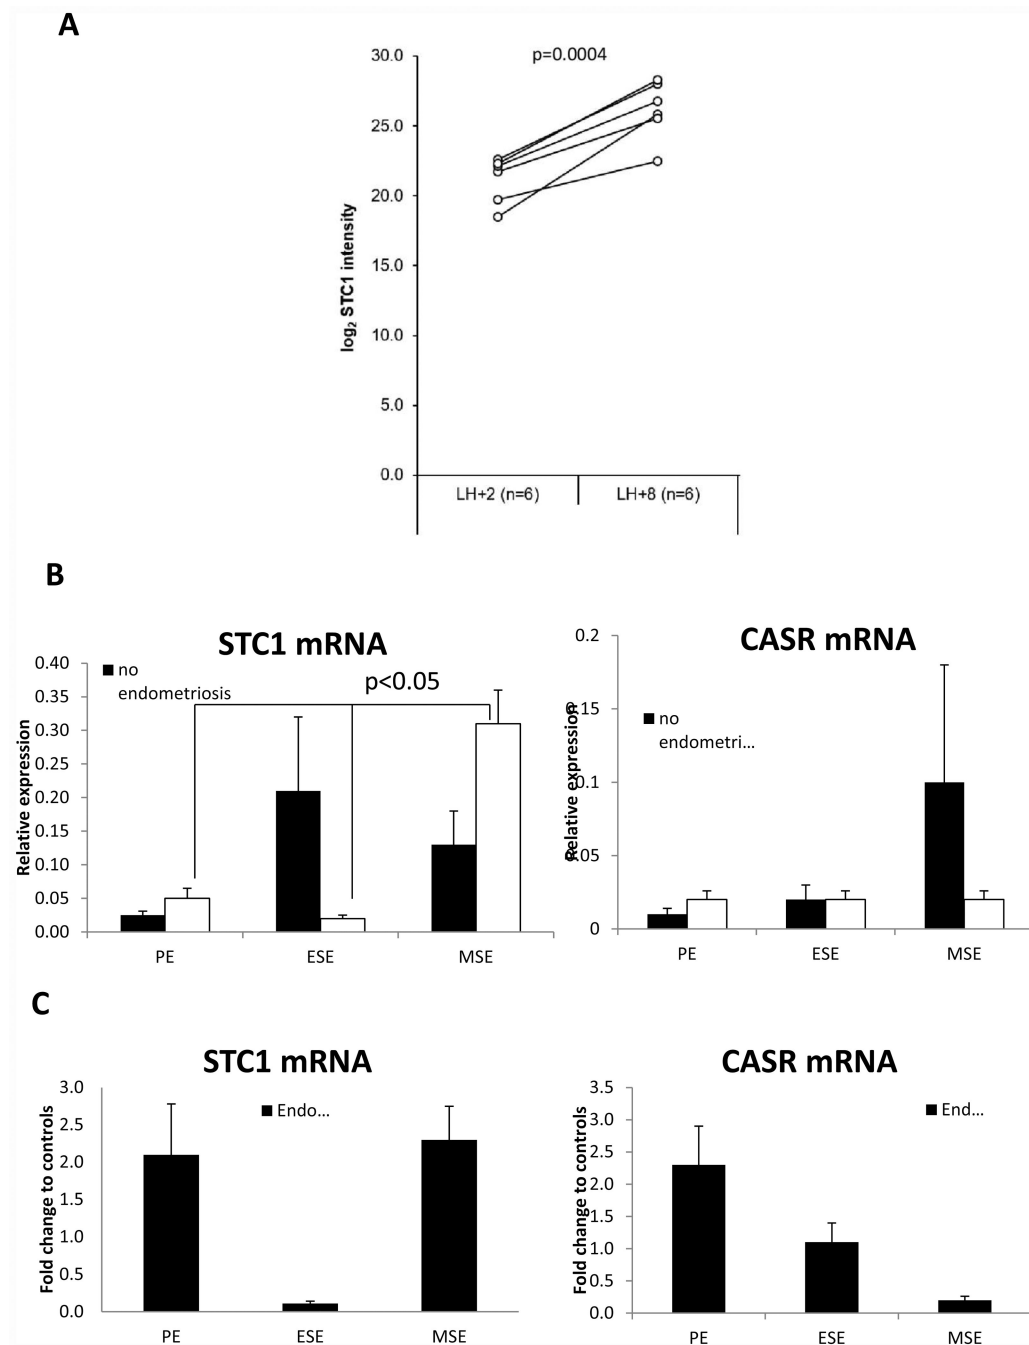 A
p=0.0004
30.0
25.0
20.0
15.0
10.0
5.0
0.0
log₂ STC1 intensity
LH+2 (n=6)
LH+8 (n=6)
B
STC1 mRNA
no
endometriosis
p<0.05
0.40
0.35
0.30
0.25
0.20
0.15
0.10
0.05
0.00
Relative expression
PE
ESE
MSE
CASR mRNA
no
endometri...
0.2
0.15
0.1
0.05
0
Relative expression
PE
ESE
MSE
C
STC1 mRNA
Endo...
3.0
2.5
2.0
1.5
1.0
0.5
0.0
Fold change to controls
PE
ESE
MSE
CASR mRNA
End...
3.5
3.0
2.5
2.0
1.5
1.0
0.5
0.0
Fold change to controls
PE
ESE
MSE